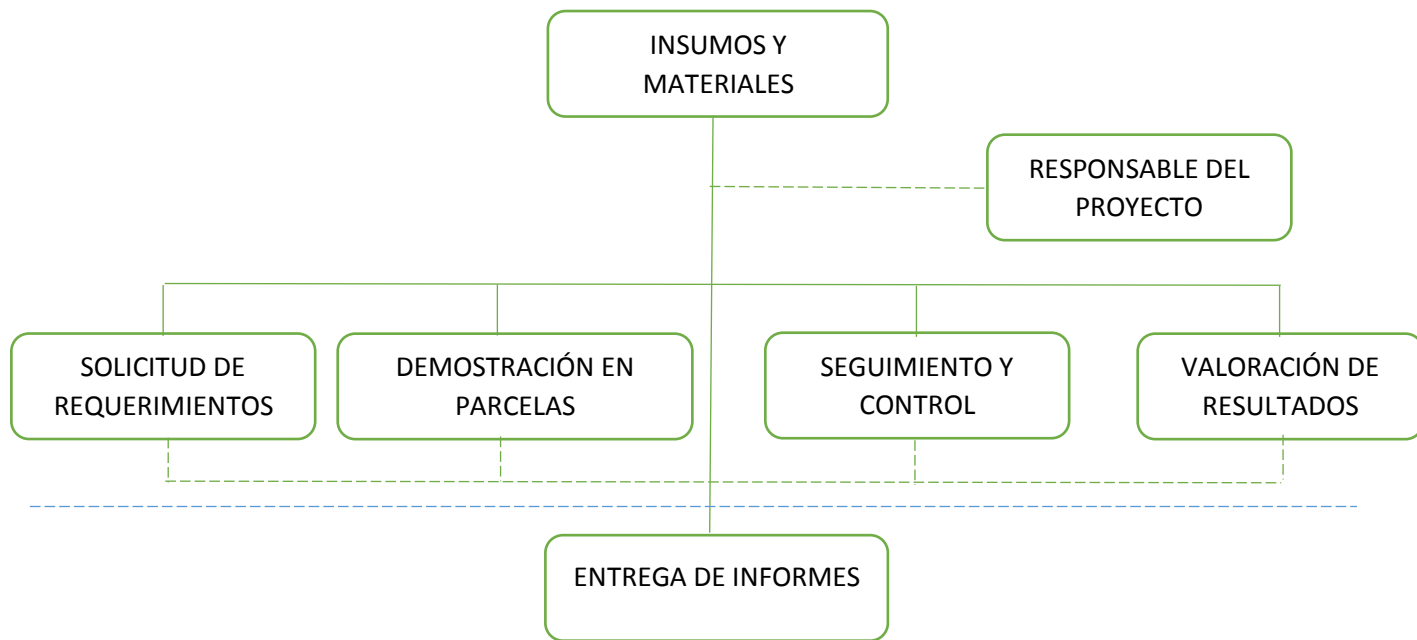 INSUMOS Y
MATERIALES
RESPONSABLE DEL
PROYECTO
SOLICITUD DE
REQUERIMIENTOS
DEMOSTRACIÓN EN
PARCELAS
SEGUIMIENTO Y
CONTROL
VALORACIÓN DE
RESULTADOS
ENTREGA DE INFORMES